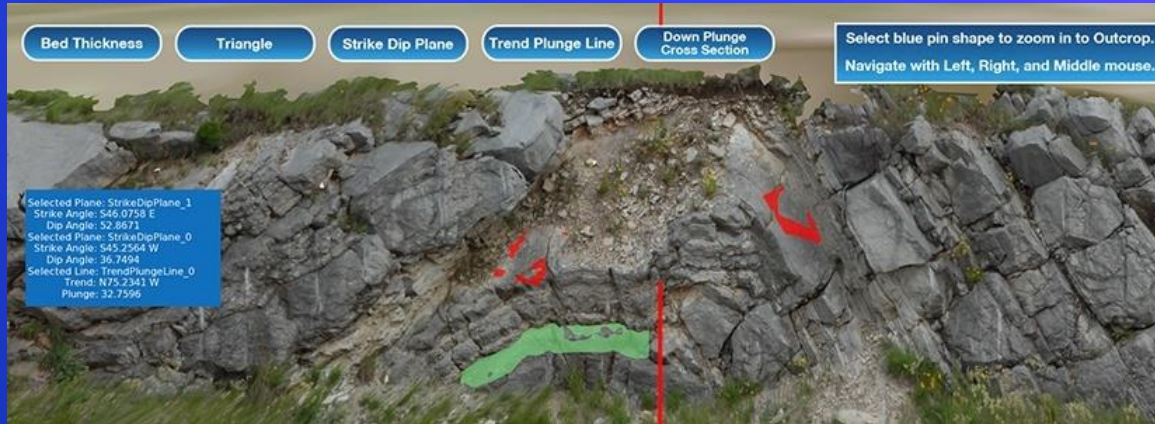 Bed Thickness
Triangle
Strike Dip Plane
Trend Plunge Line
Down Plunge
Cross Section
Select blue pin shape to zoom in to Outcrop.
Navigate with Left, Right, and Middle mouse.
Selected Plane: StrikeDipPlane_1
Strike Angle: S46.0758 E
Dip Angle: 52.8671
Selected Plane: StrikeDipPlane_0
Strike Angle: S45.2564 W
Dip Angle: 36.7494
Selected Line: TrendPlungeLine_0
Trend: N75.2341 W
Plunge: 32.7596